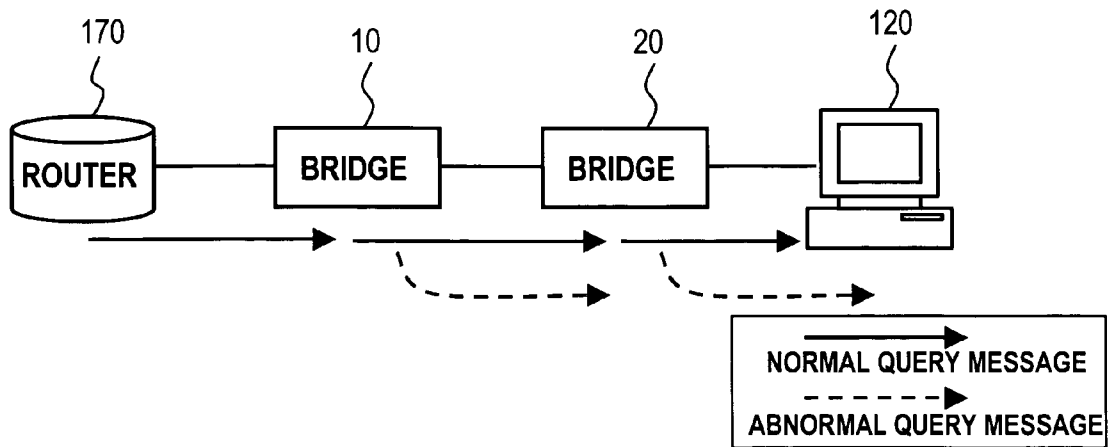 170
10
20
120
ROUTER
BRIDGE
BRIDGE
NORMAL QUERY MESSAGE
ABNORMAL QUERY MESSAGE